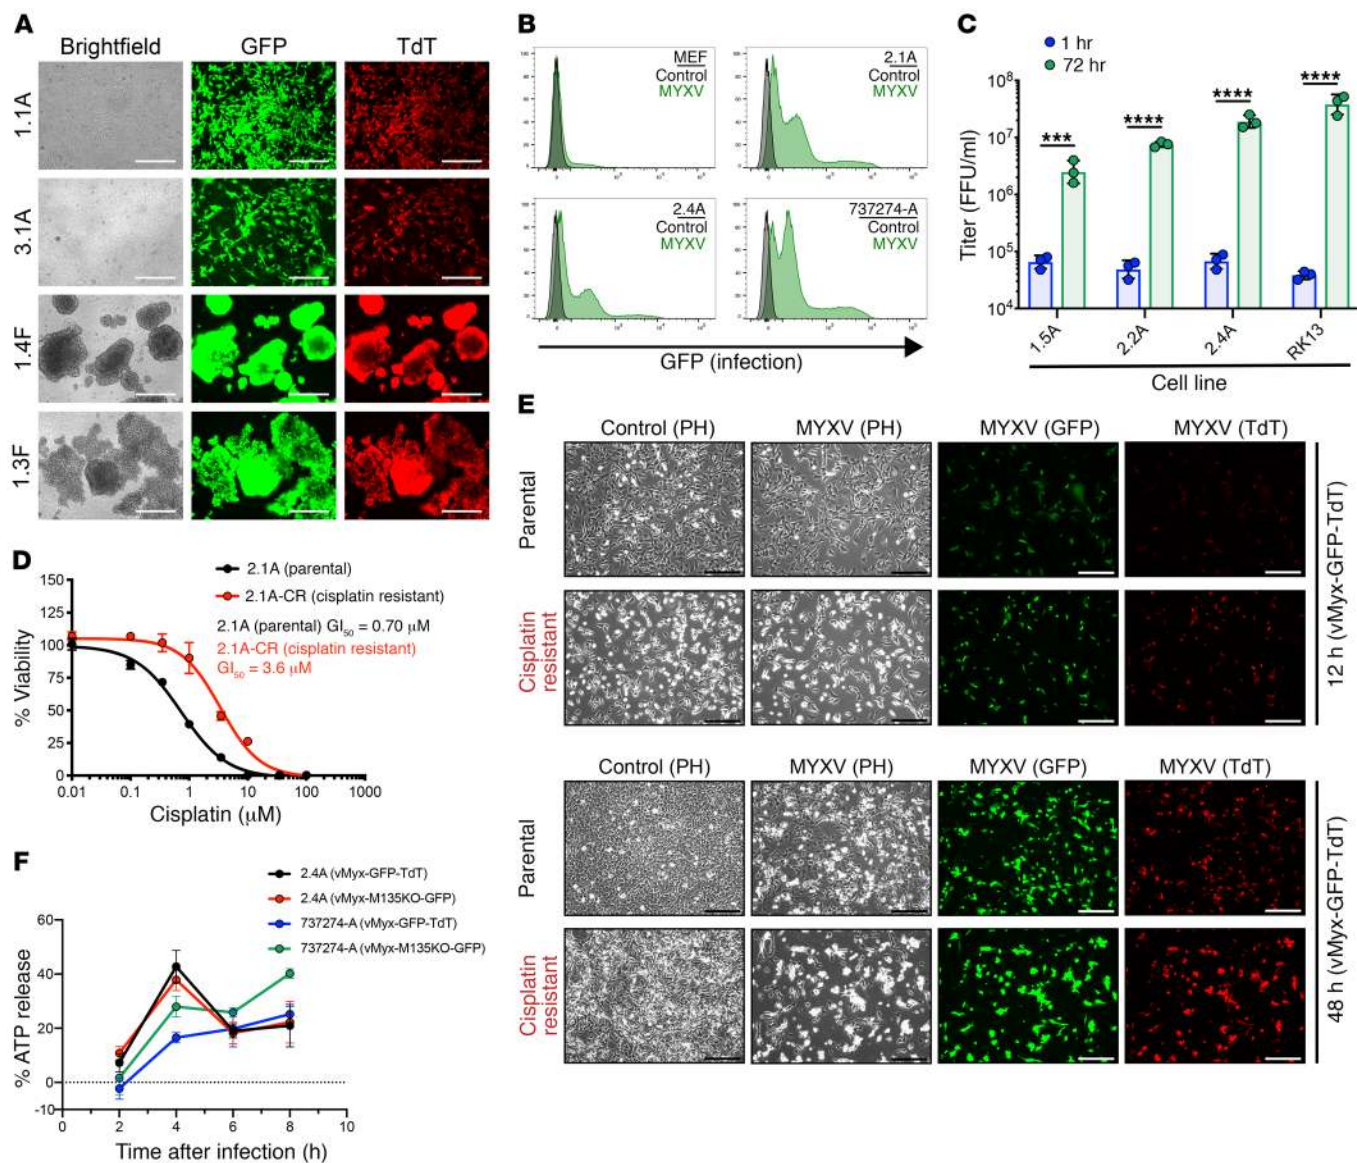 A
Brightfield GFP TdT
1.1A
3.1A
1.4F
1.3F
B
MEF
Control
MYXV
2.1A
Control
MYXV
2.4A
Control
MYXV
737274-A
Control
MYXV
GFP (infection)
C
1 hr
72 hr
Titer (FFU/ml)
10⁸
10⁷
10⁶
10⁵
10⁴
***
****
****
****
1.5A
2.2A
2.4A
RK13
Cell line
D
2.1A (parental)
2.1A-CR (cisplatin resistant)
2.1A (parental) GI₅₀ = 0.70 µM
2.1A-CR (cisplatin resistant)
GI₅₀ = 3.6 µM
% Viability
150
125
100
75
50
25
0
0.01 0.1 1 10 100 1000
Cisplatin (µM)
E
Control (PH) MYXV (PH) MYXV (GFP) MYXV (TdT)
Parental
Cisplatin
resistant
12 h (vMyx-GFP-TdT)
Control (PH) MYXV (PH) MYXV (GFP) MYXV (TdT)
Parental
Cisplatin
resistant
48 h (vMyx-GFP-TdT)
F
2.4A (vMyx-GFP-TdT)
2.4A (vMyx-M135KO-GFP)
737274-A (vMyx-GFP-TdT)
737274-A (vMyx-M135KO-GFP)
% ATP release
60
40
20
0
-10
0 2 4 6 8 10
Time after infection (h)